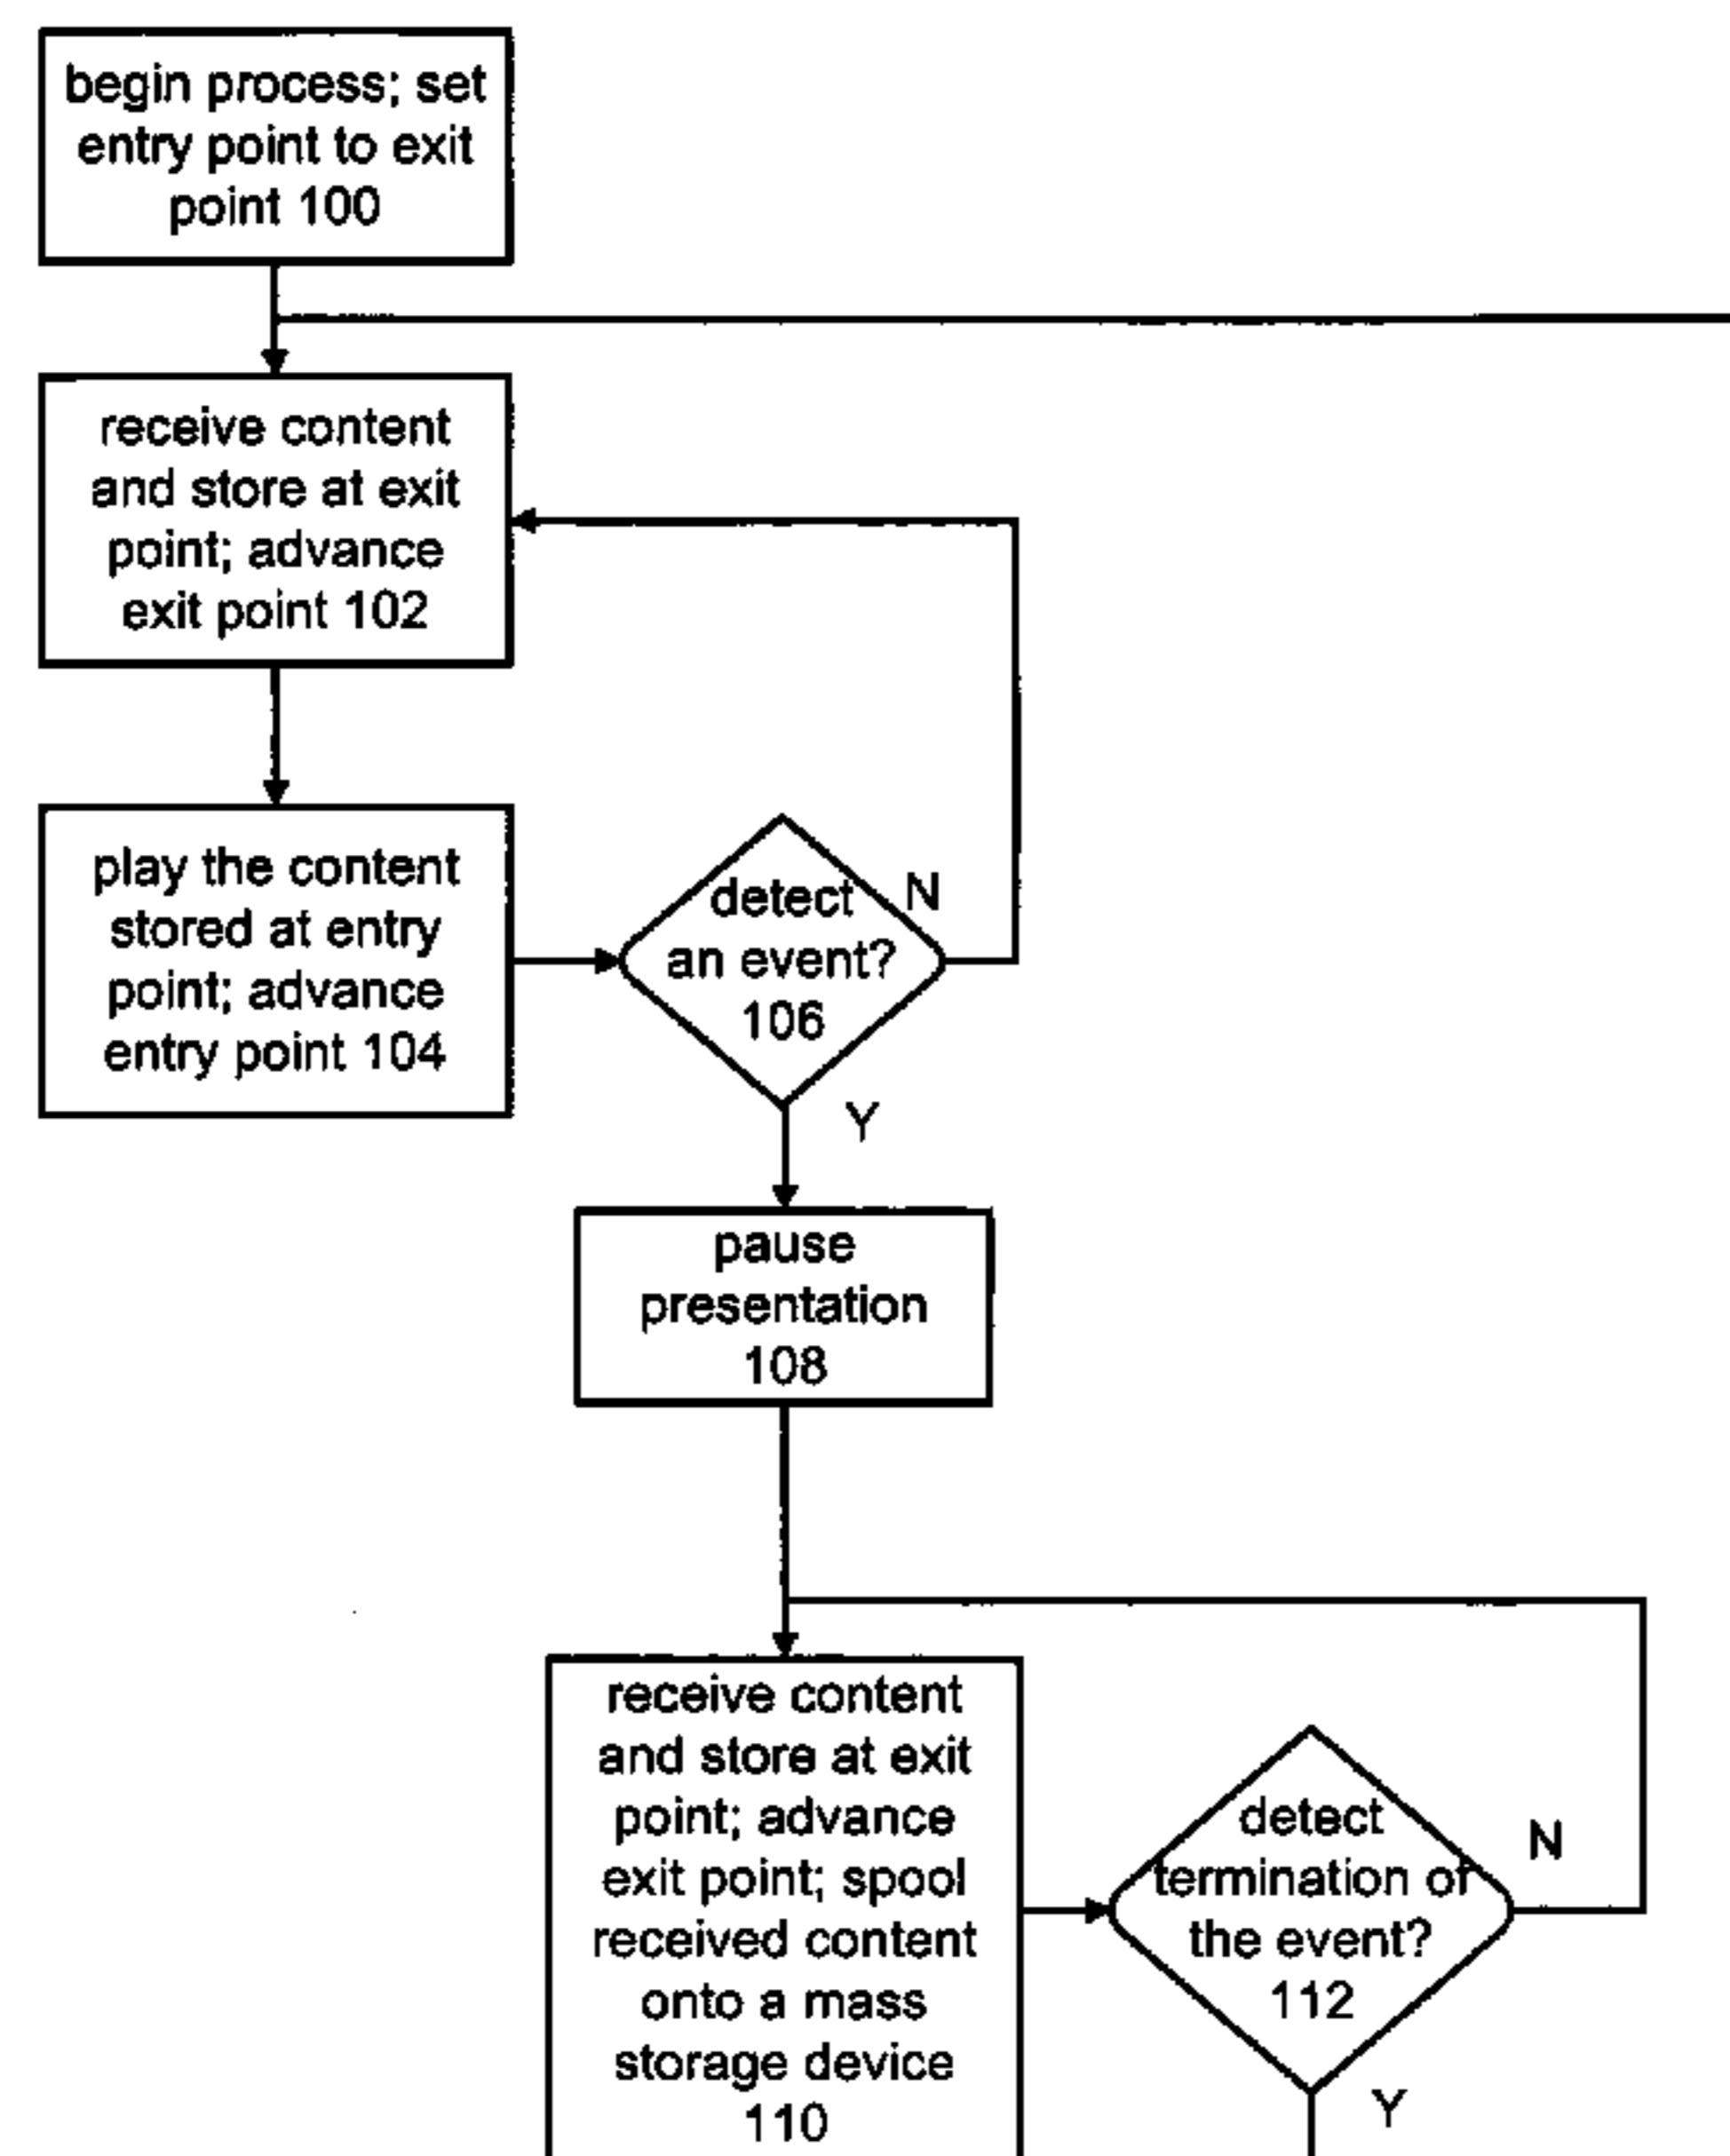 begin process; set
entry point to exit
point 100
receive content
and store at exit
point; advance
exit point 102
play the content
stored at entry
point; advance
entry point 104
detect
an event?
106
N
Y
pause
presentation
108
receive content
and store at exit
point; advance
exit point; spool
received content
onto a mass
storage device
110
detect
termination of
the event?
112
N
Y